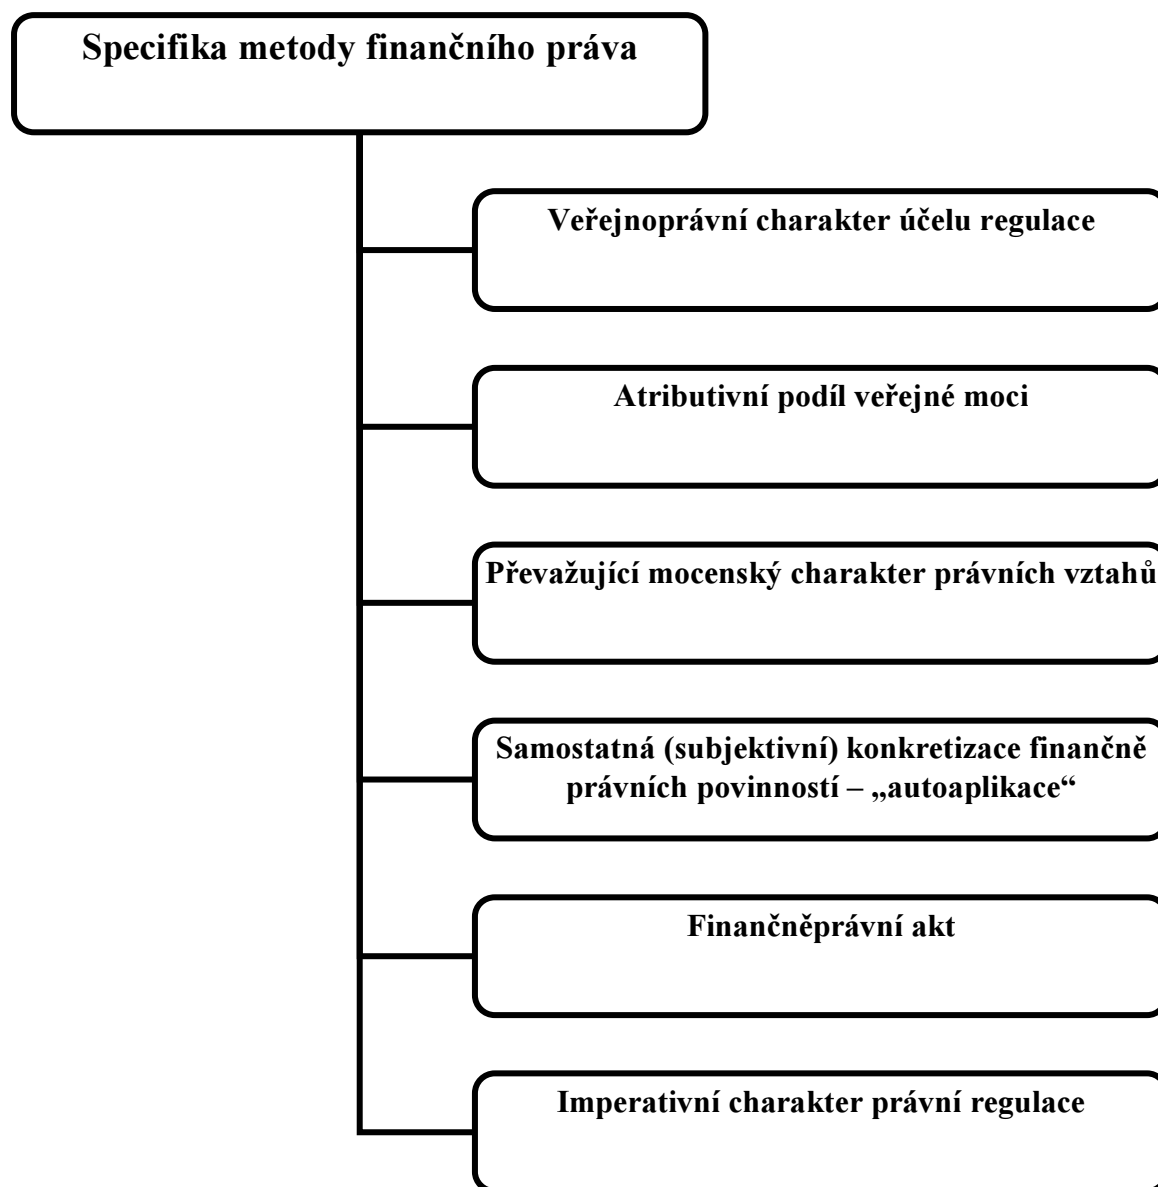 Specifika metody finančního práva
Veřejnoprávní charakter účelu regulace
Atributivní podíl veřejné moci
Převažující mocenský charakter právních vztahů
Samostatná (subjektivní) konkretizace finančně
právních povinností – „autoaplikace“
Finančněprávní akt
Imperativní charakter právní regulace